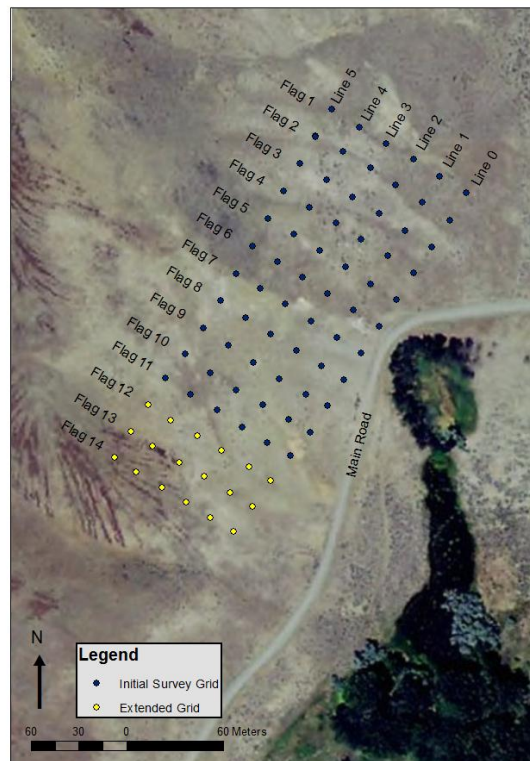 Flag 1
Flag 2
Flag 3
Flag 4
Flag 5
Flag 6
Flag 7
Flag 8
Flag 9
Flag 10
Flag 11
Flag 12
Flag 13
Flag 14
Line 5
Line 4
Line 3
Line 2
Line 1
Line 0
Main Road
N
Legend
Initial Survey Grid
Extended Grid
60 30 0 60 Meters